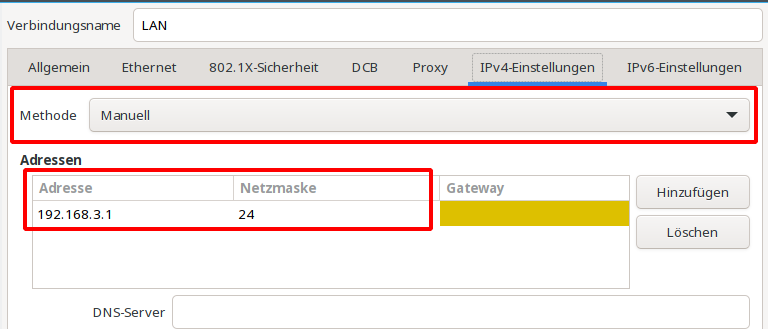 Verbindungsname LAN
Allgemein Ethernet 802.1X-Sicherheit DCB Proxy IPv4-Einstellungen IPv6-Einstellungen
Methode Manuell
Adressen
Adresse Netzmaske Gateway Hinzufügen
192.168.3.1 24
Löschen
DNS-Server